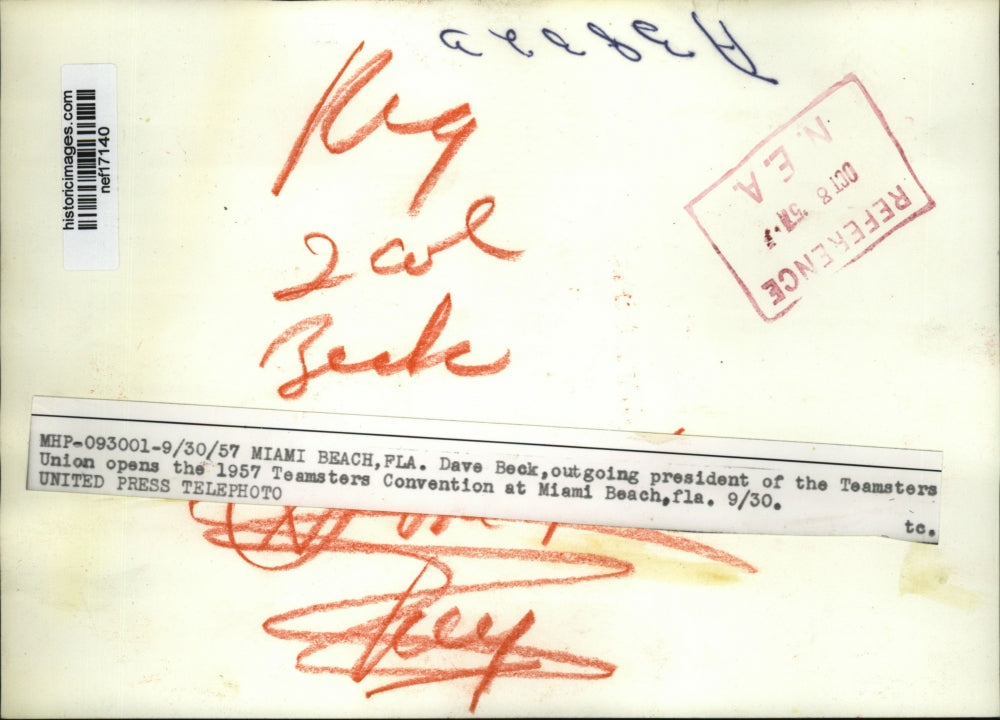 historicimages.com
nef17140
REFERENCE
OCT 8 '57
N. E. A.
2 col
Beck
MHP-093001-9/30/57 MIAMI BEACH,FLA. Dave Beck,outgoing president of the Teamsters
Union opens the 1957 Teamsters Convention at Miami Beach,fla. 9/30.
UNITED PRESS TELEPHOTO
tc.